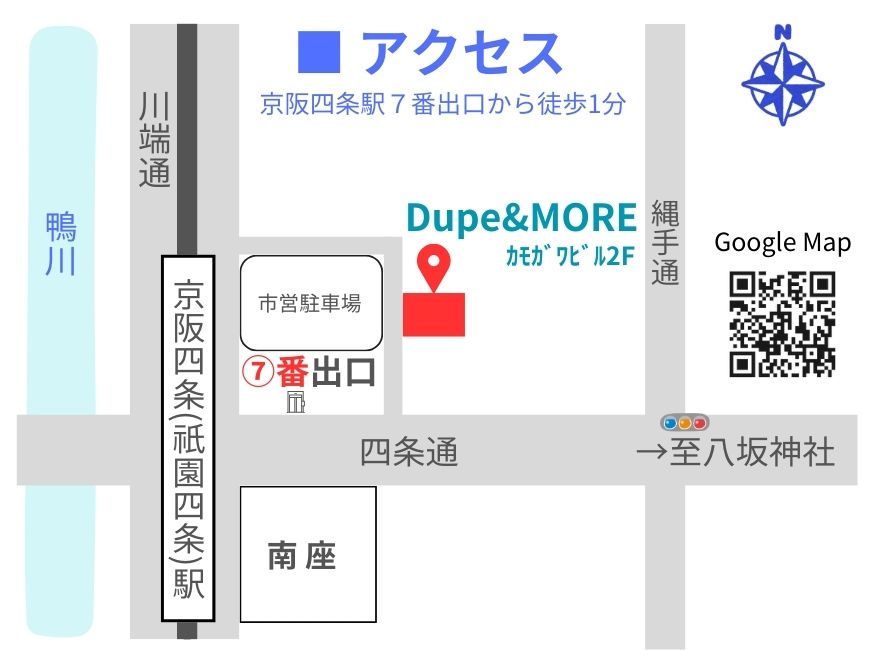 ■ アクセス
京阪四条駅７番出口から徒歩1分
N
川端通
鴨川
Dupe&MORE
ｶﾓｶﾞﾜﾋﾞﾙ2F
縄手通
Google Map
京阪四条(祇園四条)駅
市営駐車場
⑦番出口
四条通
→至八坂神社
南座